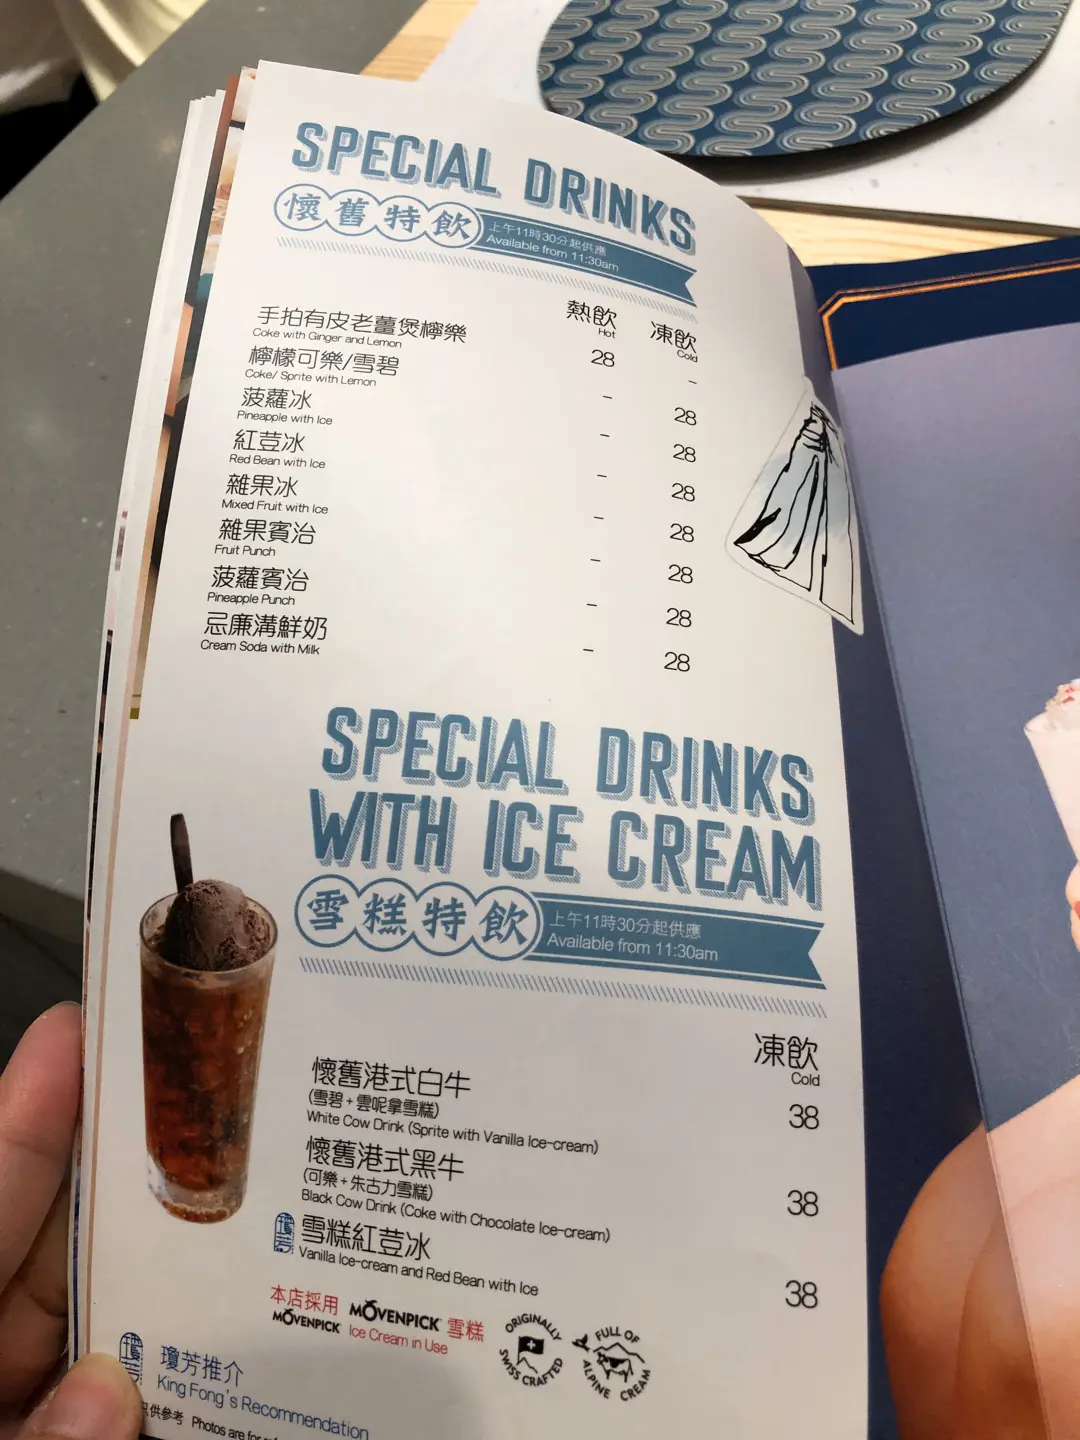 SPECIAL DRINKS
懷舊特飲
上午11時30分起供應
Available from 11:30am
熱飲
Hot
凍飲
Cold
手拍有皮老薑煲檸樂 28 -
Coke with Ginger and Lemon
檸檬可樂/雪碧 - 28
Coke/ Sprite with Lemon
菠蘿冰 - 28
Pineapple with Ice
紅荳冰 - 28
Red Bean with Ice
雜果冰 - 28
Mixed Fruit with Ice
雜果賓治 - 28
Fruit Punch
菠蘿賓治 - 28
Pineapple Punch
忌廉溝鮮奶 - 28
Cream Soda with Milk
SPECIAL DRINKS
WITH ICE CREAM
雪糕特飲
上午11時30分起供應
Available from 11:30am
凍飲
Cold
懷舊港式白牛 38
(雪碧+雲呢拿雪糕)
White Cow Drink (Sprite with Vanilla Ice-cream)
懷舊港式黑牛 38
(可樂+朱古力雪糕)
Black Cow Drink (Coke with Chocolate Ice-cream)
瓊芳 雪糕紅荳冰 38
Vanilla Ice-cream and Red Bean with Ice
本店採用 MÖVENPICK 雪糕
MÖVENPICK Ice Cream in Use
ORIGINALLY SWISS CRAFTED
FULL OF ALPINE CREAM
瓊芳推介
King Fong's Recommendation
只供參考 Photos are for